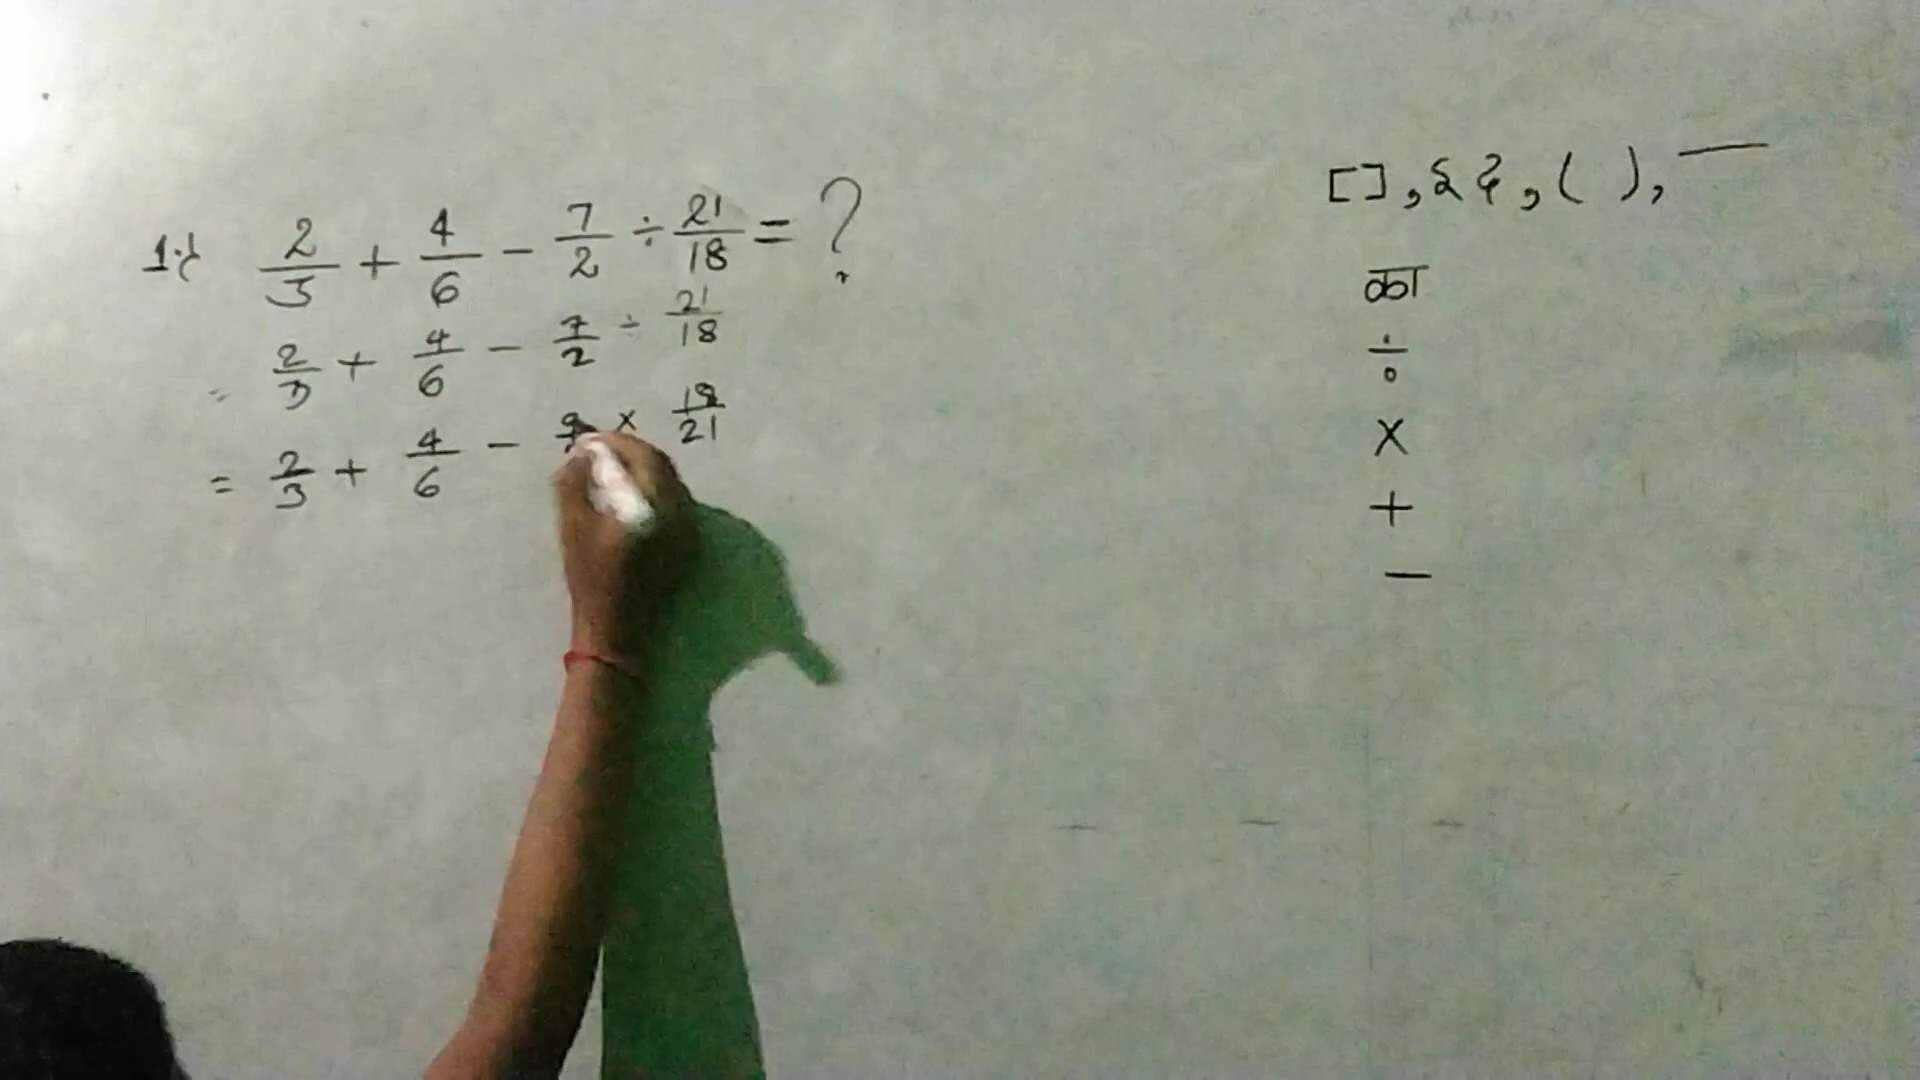 1. 2/3 + 4/6 - 7/2 ÷ 21/18 = ?
= 2/3 + 4/6 - 7/2 ÷ 21/18
= 2/3 + 4/6 - × 18/21
[ ], { }, ( ), —
का
÷
×
+
-